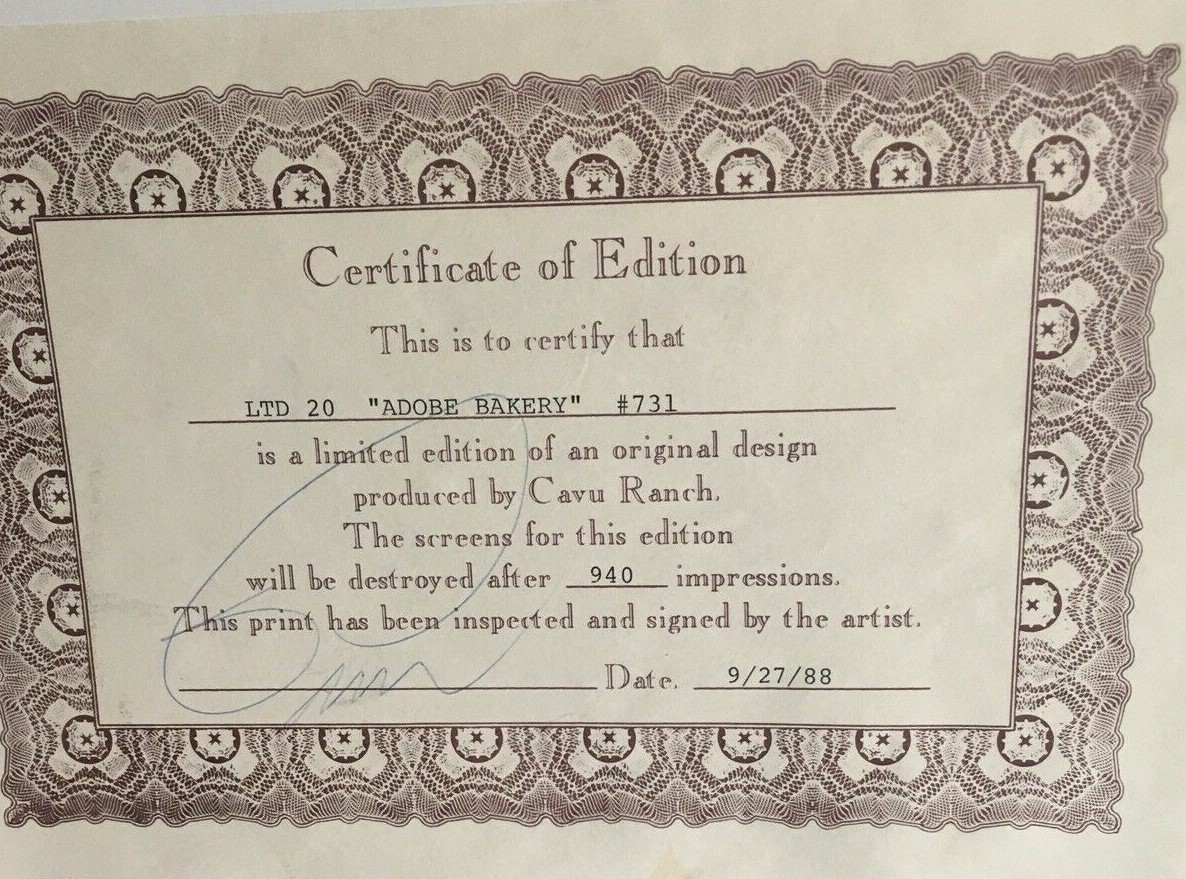 Certificate of Edition
This is to certify that
LTD 20 "ADOBE BAKERY" #731
is a limited edition of an original design
produced by Cavu Ranch.
The screens for this edition
will be destroyed after 940 impressions.
This print has been inspected and signed by the artist.
Date. 9/27/88